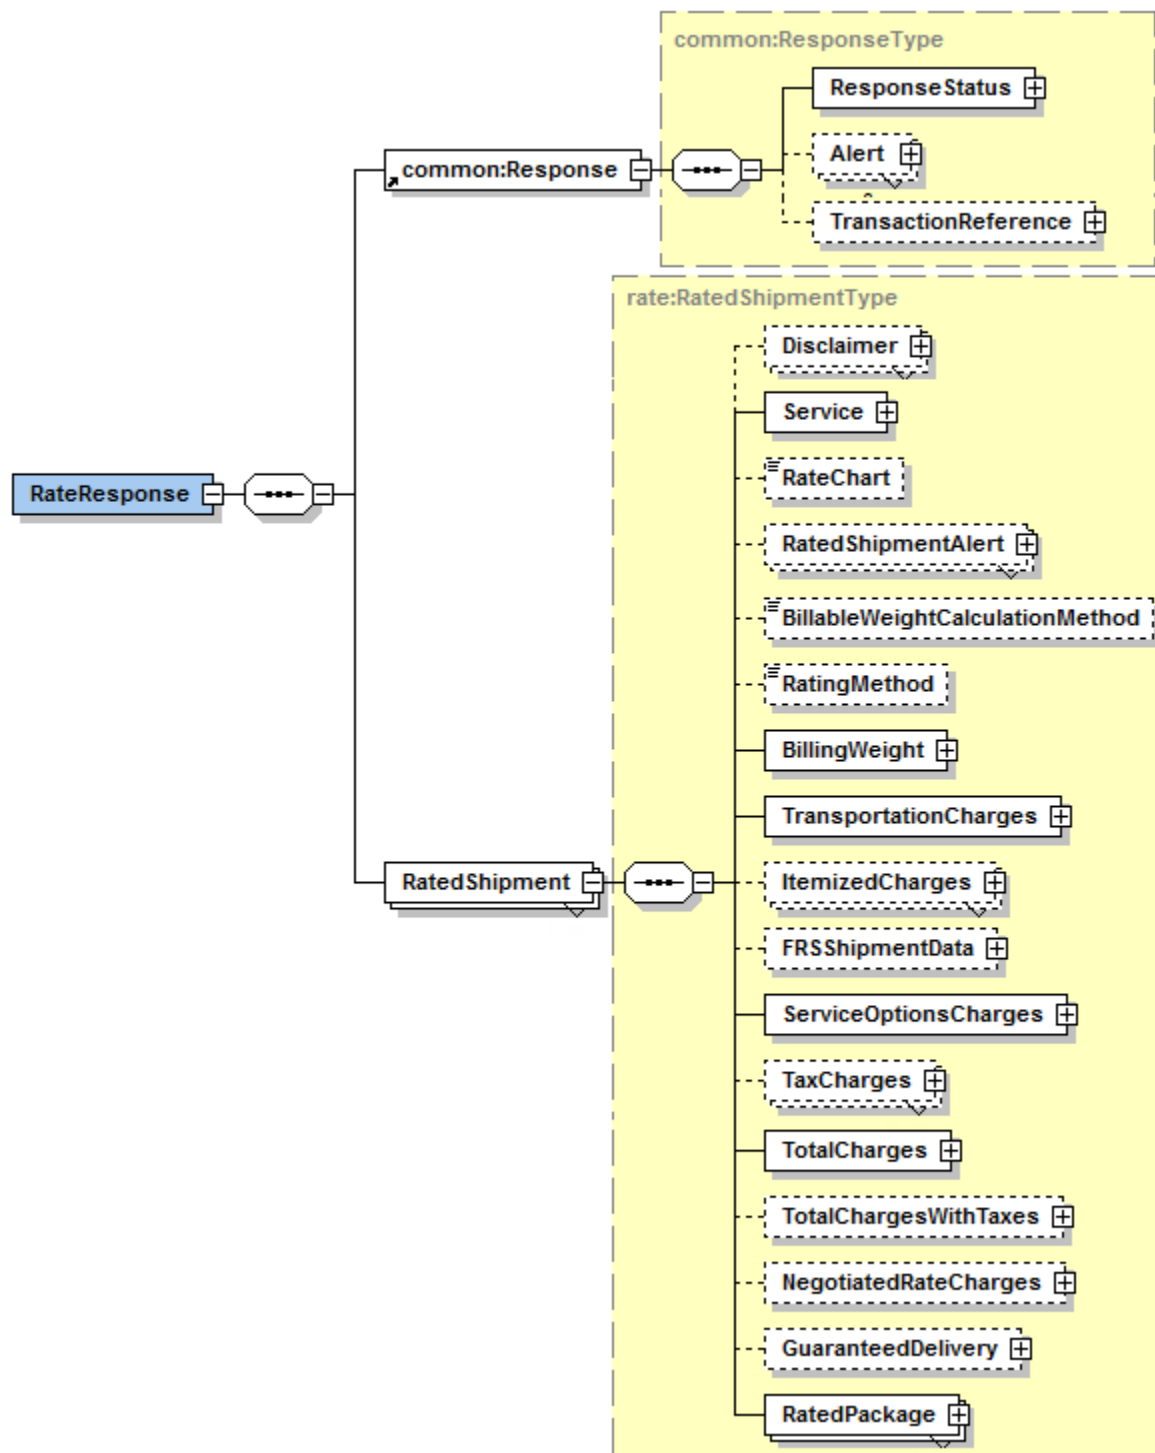 common:ResponseType
ResponseStatus
Alert
common:Response
TransactionReference
rate:RatedShipmentType
Disclaimer
Service
RateChart
RateResponse
RatedShipmentAlert
BillableWeightCalculationMethod
RatingMethod
BillingWeight
TransportationCharges
RatedShipment
ItemizedCharges
FRSShipmentData
ServiceOptionsCharges
TaxCharges
TotalCharges
TotalChargesWithTaxes
NegotiatedRateCharges
GuaranteedDelivery
RatedPackage